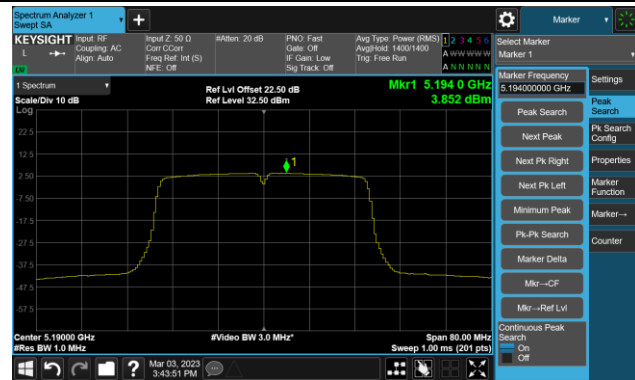 Spectrum Analyzer 1
Swept SA
Marker
KEYSIGHT
L
Input: RF
Coupling: AC
Align: Auto
Input Z: 50 Ω
Corr CCorr
Freq Ref: Int (S)
NFE: Off
#Atten: 20 dB
PNO: Fast
Gate: Off
IF Gain: Low
Sig Track: Off
Avg Type: Power (RMS)
Avg|Hold: 1400/1400
Trig: Free Run
1 2 3 4 5 6
A W W W W W
A N N N N N
Select Marker
Marker 1
1 Spectrum
Scale/Div 10 dB
Log
Ref Lvl Offset 22.50 dB
Ref Level 32.50 dBm
Mkr1 5.194 0 GHz
3.852 dBm
22.5
12.5
2.50
-7.50
-17.5
-27.5
-37.5
-47.5
-57.5
1
Center 5.19000 GHz
#Res BW 1.0 MHz
#Video BW 3.0 MHz*
Span 80.00 MHz
Sweep 1.00 ms (201 pts)
Marker Frequency
5.194000000 GHz
Peak Search
Next Peak
Next Pk Right
Next Pk Left
Minimum Peak
Pk-Pk Search
Marker Delta
Mkr→CF
Mkr→Ref Lvl
Continuous Peak
Search
On
Off
Settings
Peak
Search
Pk Search
Config
Properties
Marker
Function
Marker→
Counter
?
Mar 03, 2023
3:43:51 PM